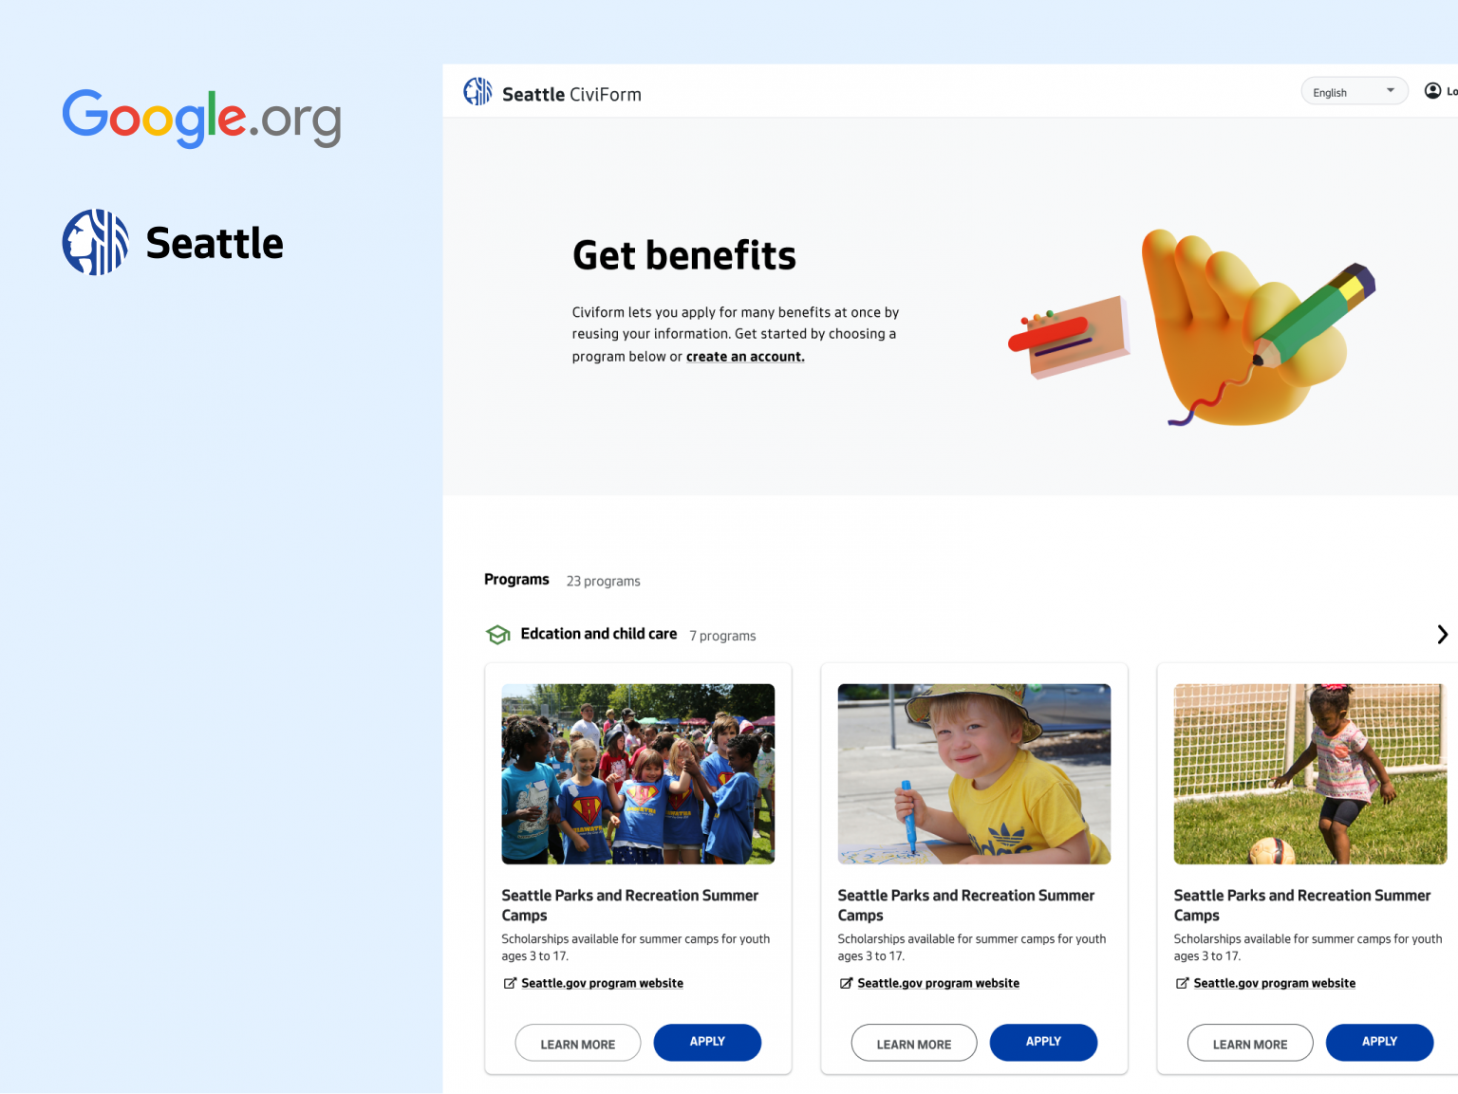 Google.org
Seattle
Seattle CiviForm
English
Lo
Get benefits
Civiform lets you apply for many benefits at once by
reusing your information. Get started by choosing a
program below or create an account.
Programs 23 programs
Edcation and child care 7 programs
adidas
Seattle Parks and Recreation Summer
Camps
Scholarships available for summer camps for youth
ages 3 to 17.
Seattle.gov program website
LEARN MORE
APPLY
Seattle Parks and Recreation Summer
Camps
Scholarships available for summer camps for youth
ages 3 to 17.
Seattle.gov program website
LEARN MORE
APPLY
Seattle Parks and Recreation Summer
Camps
Scholarships available for summer camps for youth
ages 3 to 17.
Seattle.gov program website
LEARN MORE
APPLY